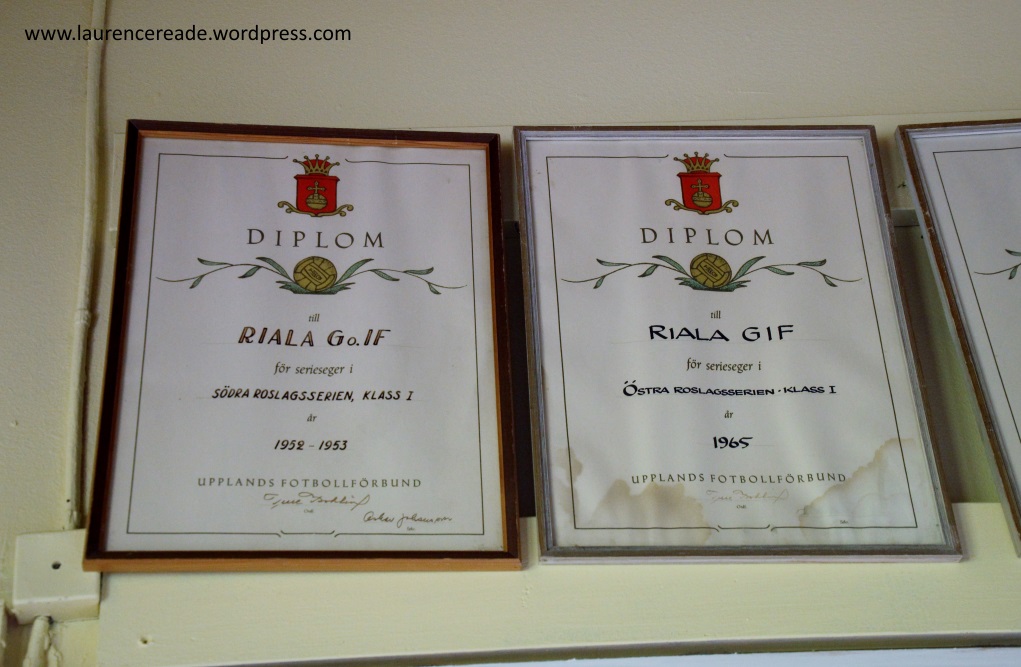 www.laurencereade.wordpress.com
DIPLOM
till
RIALA Go.IF
för serieseger i
SÖDRA ROSLAGSSERIEN, KLASS I
år
1952 - 1953
UPPLANDS FOTBOLLFÖRBUND
DIPLOM
till
RIALA GIF
för serieseger i
ÖSTRA ROSLAGSSERIEN - KLASS I
år
1965
UPPLANDS FOTBOLLFÖRBUND